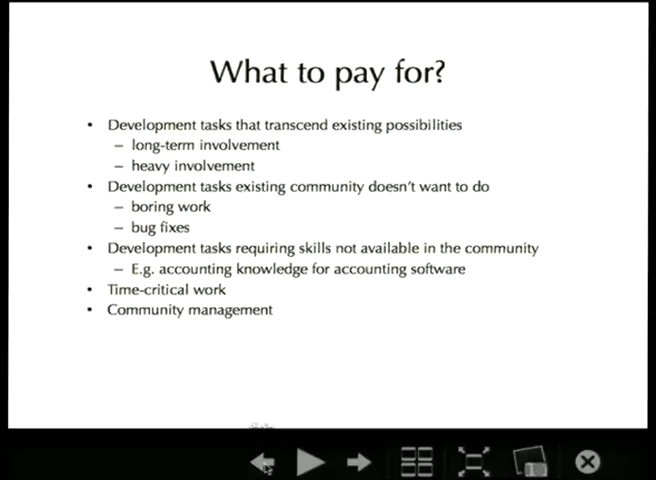 What to pay for?
• Development tasks that transcend existing possibilities
– long-term involvement
– heavy involvement
• Development tasks existing community doesn't want to do
– boring work
– bug fixes
• Development tasks requiring skills not available in the community
– E.g. accounting knowledge for accounting software
• Time-critical work
• Community management